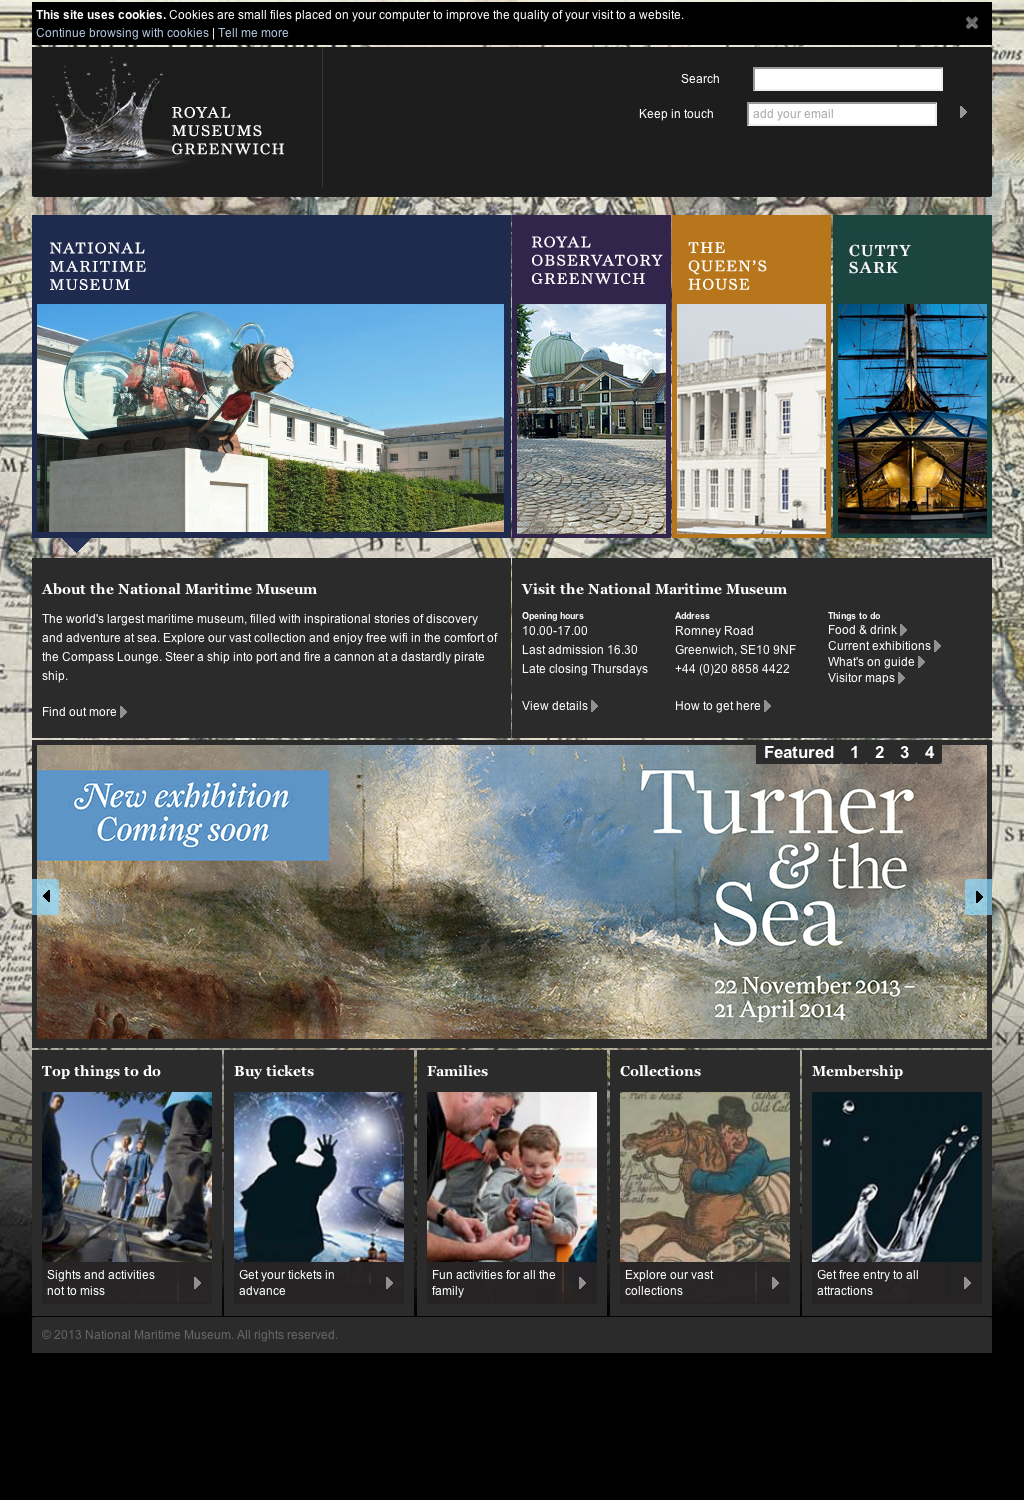 This site uses cookies. Cookies are small files placed on your computer to improve the quality of your visit to a website.
Continue browsing with cookies | Tell me more
ROYAL
MUSEUMS
GREENWICH
Search
Keep in touch
add your email
NATIONAL
MARITIME
MUSEUM
ROYAL
OBSERVATORY
GREENWICH
THE
QUEEN'S
HOUSE
CUTTY
SARK
DEL
About the National Maritime Museum
The world's largest maritime museum, filled with inspirational stories of discovery
and adventure at sea. Explore our vast collection and enjoy free wifi in the comfort of
the Compass Lounge. Steer a ship into port and fire a cannon at a dastardly pirate
ship.
Find out more
Visit the National Maritime Museum
Opening hours
10.00-17.00
Last admission 16.30
Late closing Thursdays
View details
Address
Romney Road
Greenwich, SE10 9NF
+44 (0)20 8858 4422
How to get here
Things to do
Food & drink
Current exhibitions
What's on guide
Visitor maps
Featured 1 2 3 4
New exhibition
Coming soon
Turner
& the
Sea
22 November 2013 –
21 April 2014
Top things to do
Sights and activities
not to miss
Buy tickets
Get your tickets in
advance
Families
Fun activities for all the
family
Collections
Explore our vast
collections
Membership
Get free entry to all
attractions
© 2013 National Maritime Museum. All rights reserved.